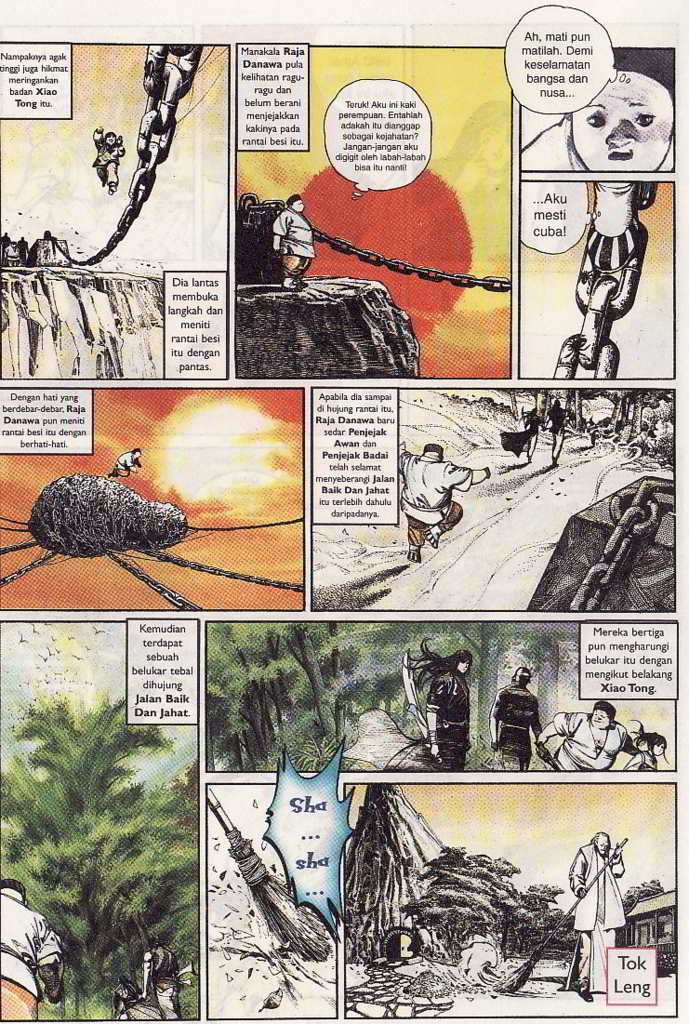 Nampaknya agak
tinggi juga hikmat
meringankan
badan Xiao
Tong itu.
Dia lantas
membuka
langkah dan
meniti
rantai besi
itu dengan
pantas.
Manakala Raja
Danawa pula
kelihatan ragu-
ragu dan
belum berani
menjejakkan
kakinya pada
rantai besi itu.
Teruk! Aku ini kaki
perempuan. Entahlah
adakah itu dianggap
sebagai kejahatan?
Jangan-jangan aku
digigit oleh labah-labah
bisa itu nanti!
Ah, mati pun
matilah. Demi
keselamatan
bangsa dan
nusa...
...Aku
mesti
cuba!
Dengan hati yang
berdebar-debar, Raja
Danawa pun meniti
rantai besi itu dengan
berhati-hati.
Apabila dia sampai
di hujung rantai itu,
Raja Danawa baru
sedar Penjejak
Awan dan
Penjejak Badai
telah selamat
menyeberangi Jalan
Baik Dan Jahat
itu terlebih dahulu
daripadanya.
Kemudian
terdapat
sebuah
belukar tebal
dihujung
Jalan Baik
Dan Jahat.
Mereka bertiga
pun mengharungi
belukar itu dengan
mengikut belakang
Xiao Tong.
Sha
...
sha
...
Tok
Leng